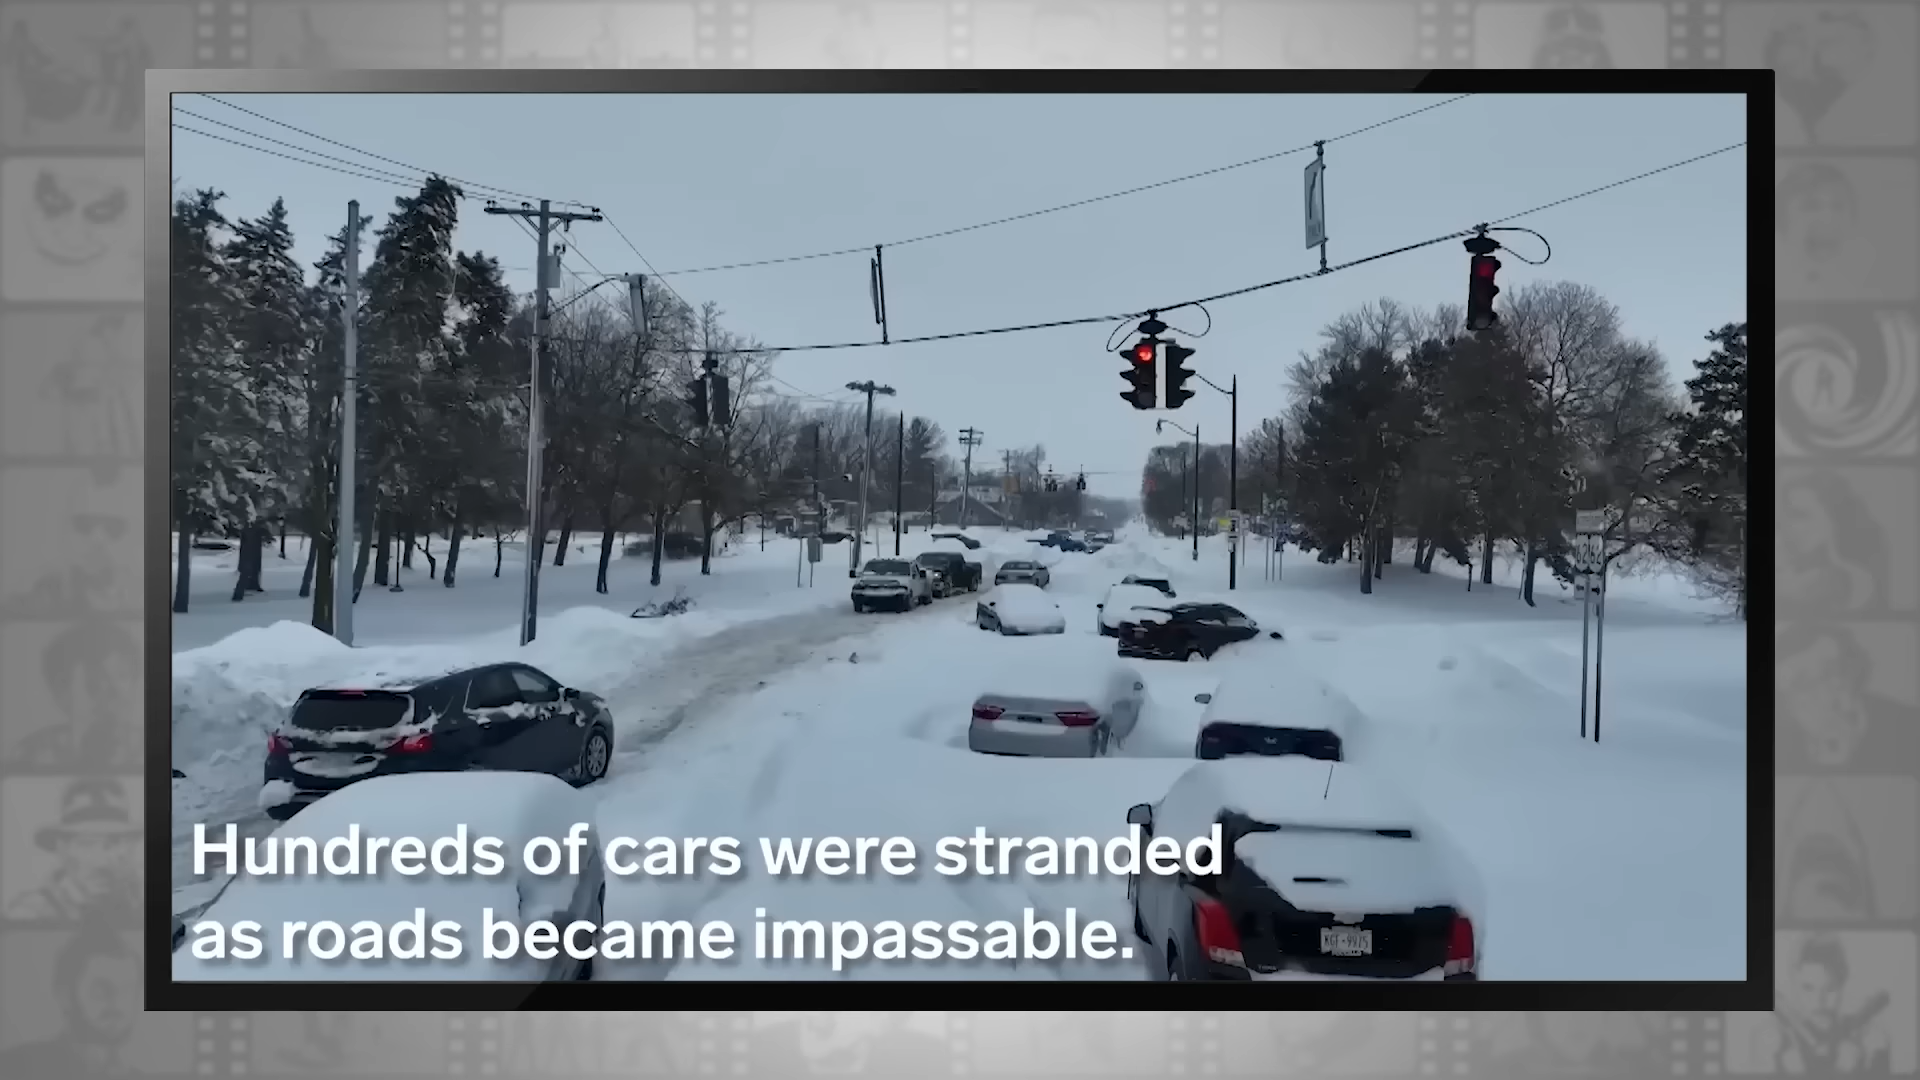 Hundreds of cars were stranded
as roads became impassable.